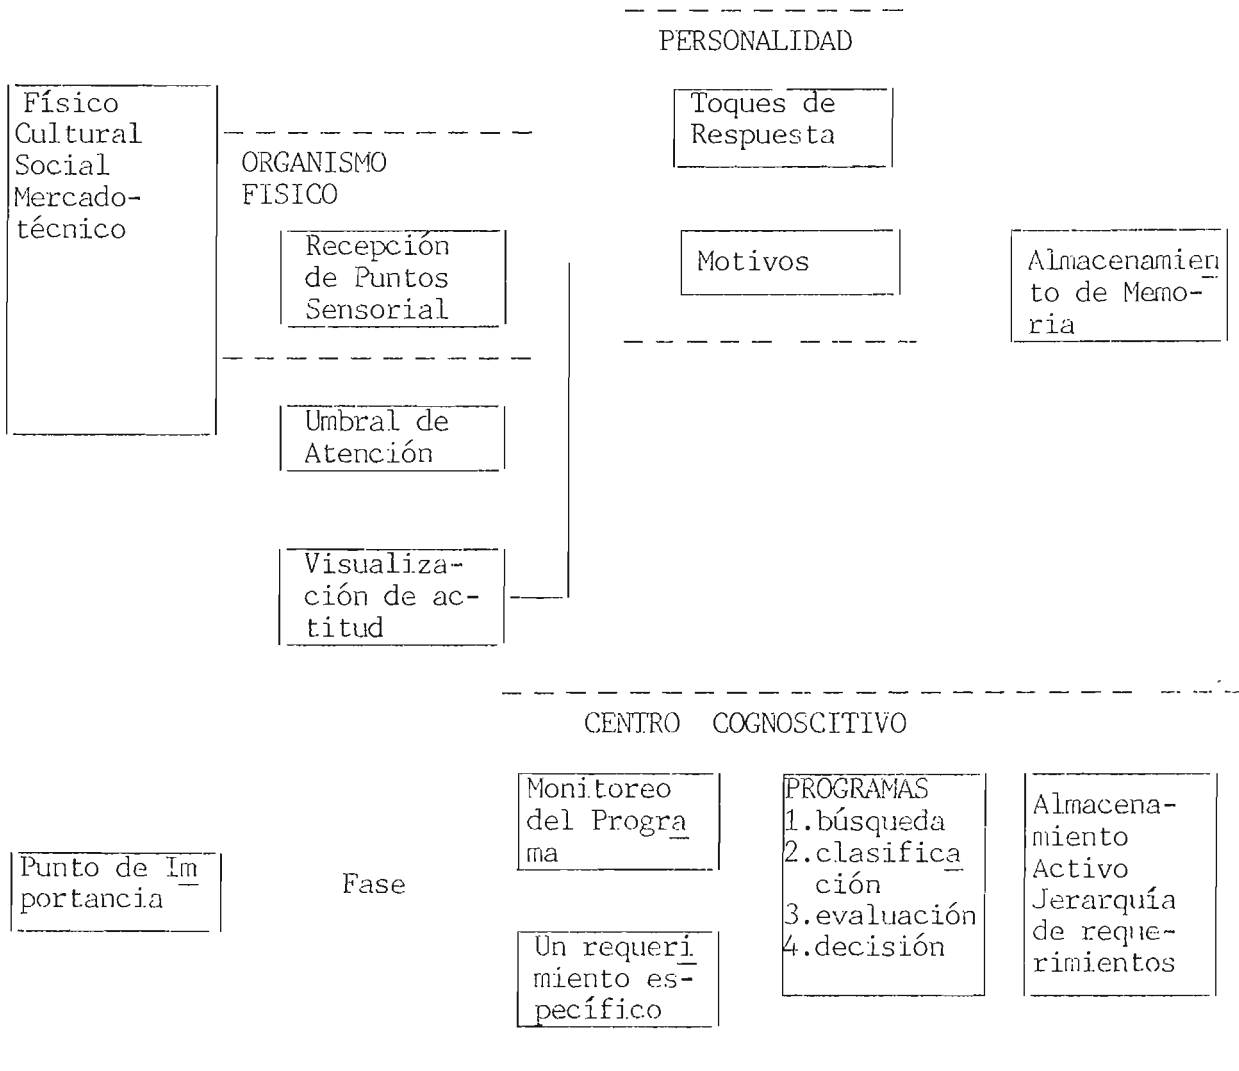 PERSONALIDAD
Físico
Cultural
Social
Mercado-
técnico
ORGANISMO
FISICO
Recepción
de Puntos
Sensorial
Umbral de
Atención
Visualiza-
ción de ac-
titud
Toques de
Respuesta
Motivos
Almacenamien
to de Memo-
ria
CENTRO COGNOSCITIVO
Punto de Im
portancia
Fase
Monitoreo
del Progra
ma
Un requeri
miento es-
pecífico
PROGRAMAS
1.búsqueda
2.clasifica
ción
3.evaluación
4.decisión
Almacena-
miento
Activo
Jerarquía
de reque-
rimientos